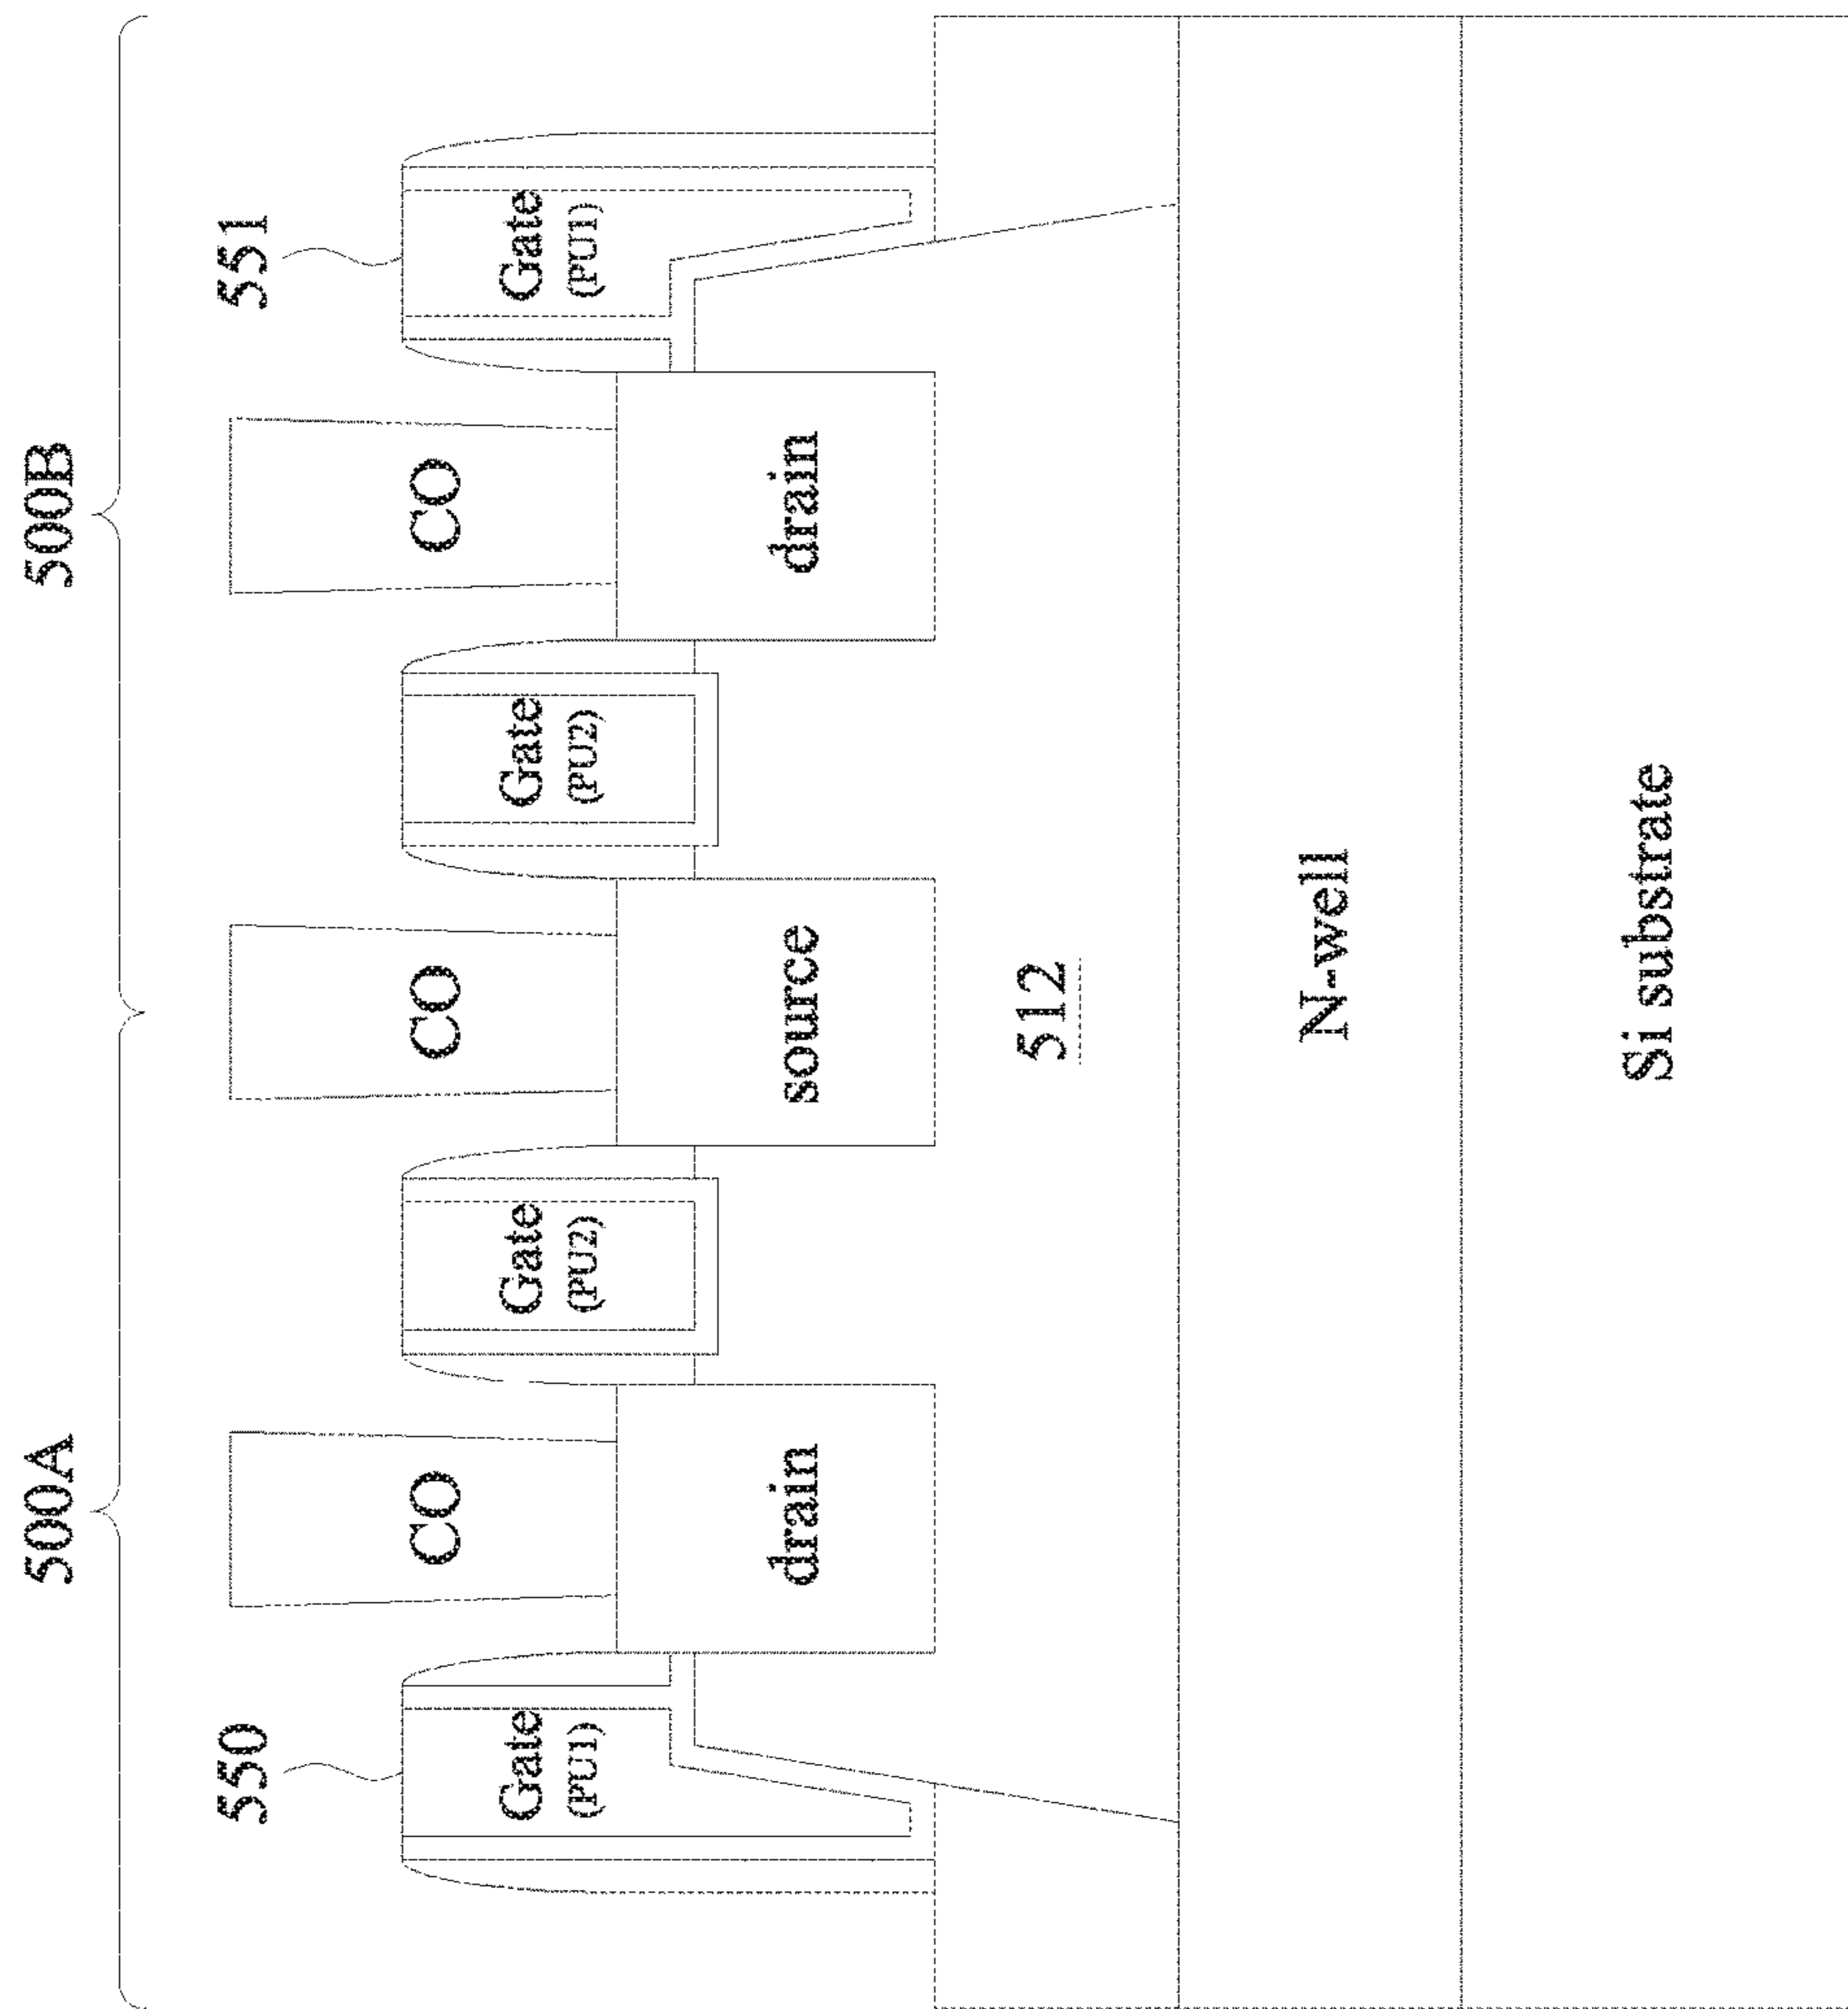 500A
500B
550
551
CO
CO
CO
Gate
(PU1)
Gate
(PU2)
Gate
(PU2)
Gate
(PU1)
drain
source
drain
512
N-well
Si substrate